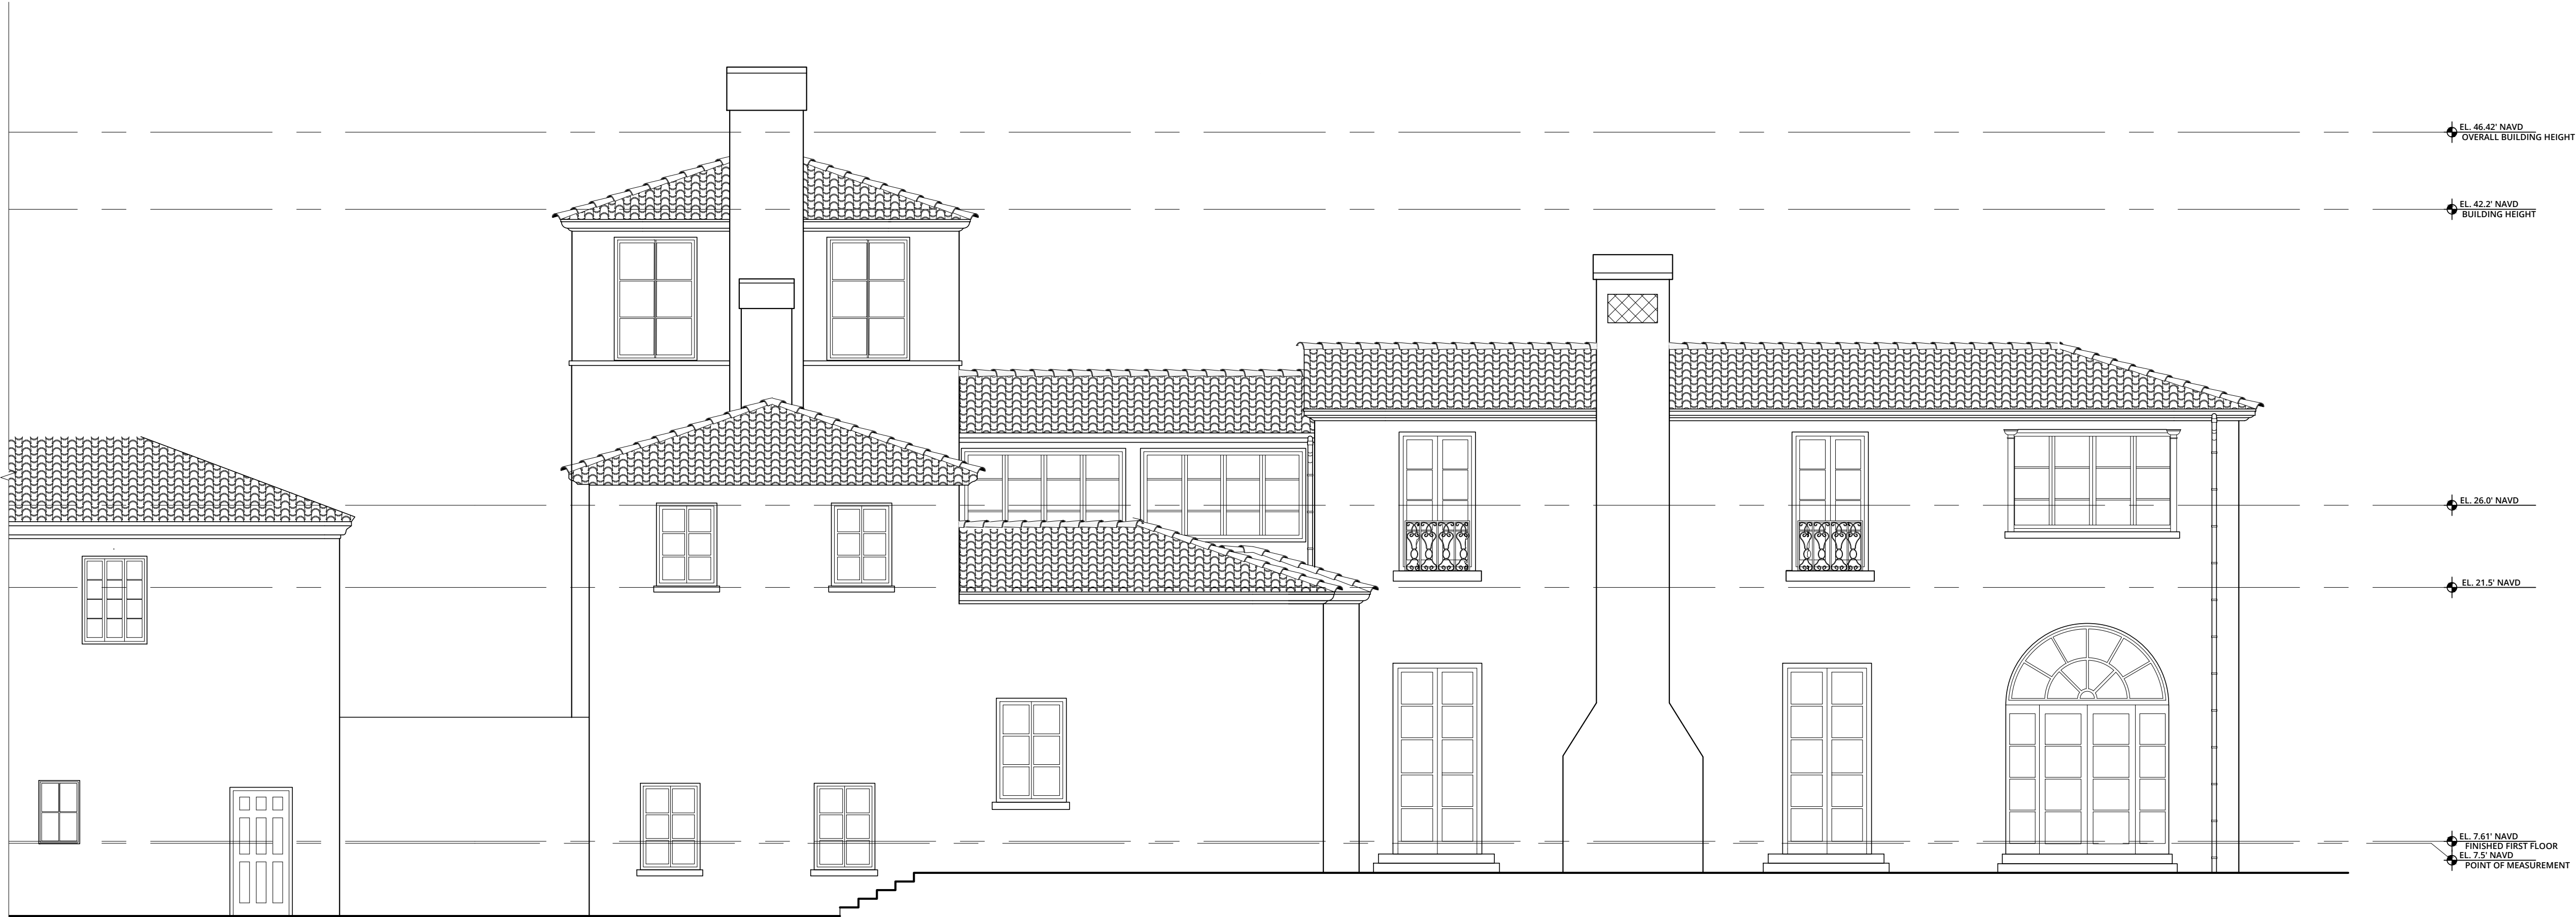 EL. 46.42' NAVD
OVERALL BUILDING HEIGHT
EL. 42.2' NAVD
BUILDING HEIGHT
EL. 26.0' NAVD
EL. 21.5' NAVD
EL. 7.61' NAVD
FINISHED FIRST FLOOR
EL. 7.5' NAVD
POINT OF MEASUREMENT